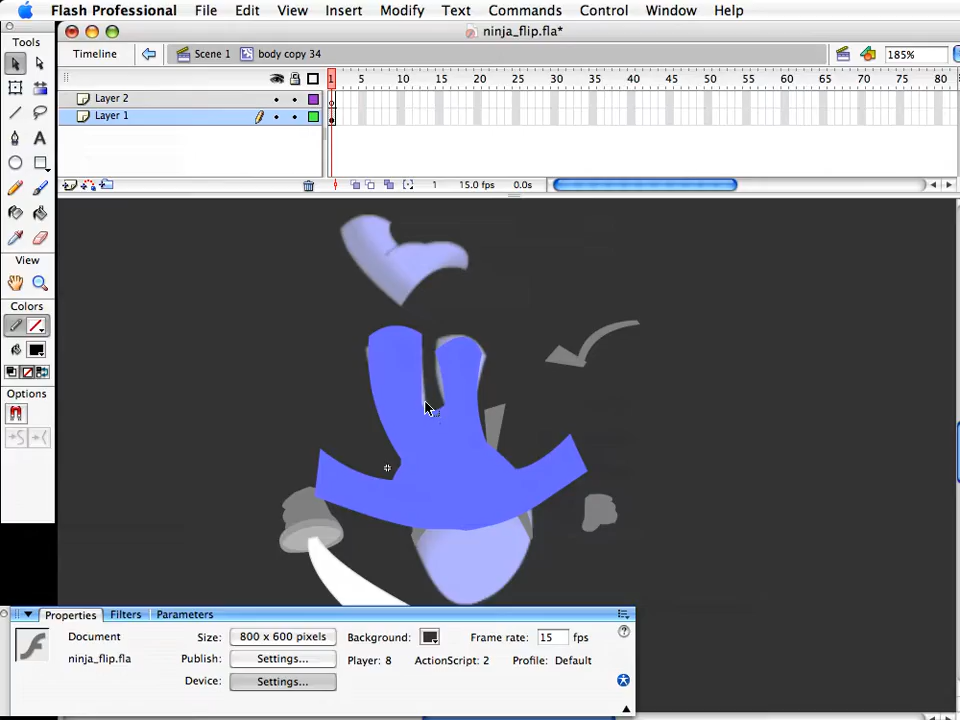 Flash Professional File Edit View Insert Modify Text Commands Control Window Help
ninja_flip.fla*
Tools
Timeline Scene 1 body copy 34 185%
1 5 10 15 20 25 30 35 40 45 50 55 60 65 70 75 80
Layer 2
Layer 1
1 15.0 fps 0.0s
View
Colors
Options
Properties Filters Parameters
Document Size: 800 x 600 pixels Background: Frame rate: 15 fps
ninja_flip.fla Publish: Settings... Player: 8 ActionScript: 2 Profile: Default
Device: Settings...